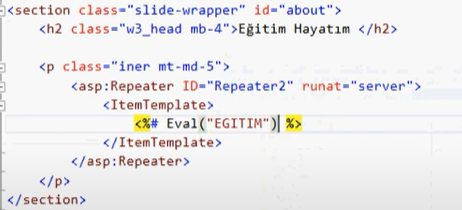 <section class="slide-wrapper" id="about">
<h2 class="w3_head mb-4">Eğitim Hayatım </h2>
<p class="iner mt-md-5">
<asp:Repeater ID="Repeater2" runat="server">
<ItemTemplate>
<%# Eval("EGITIM") %>
</ItemTemplate>
</asp:Repeater>
</p>
</section>